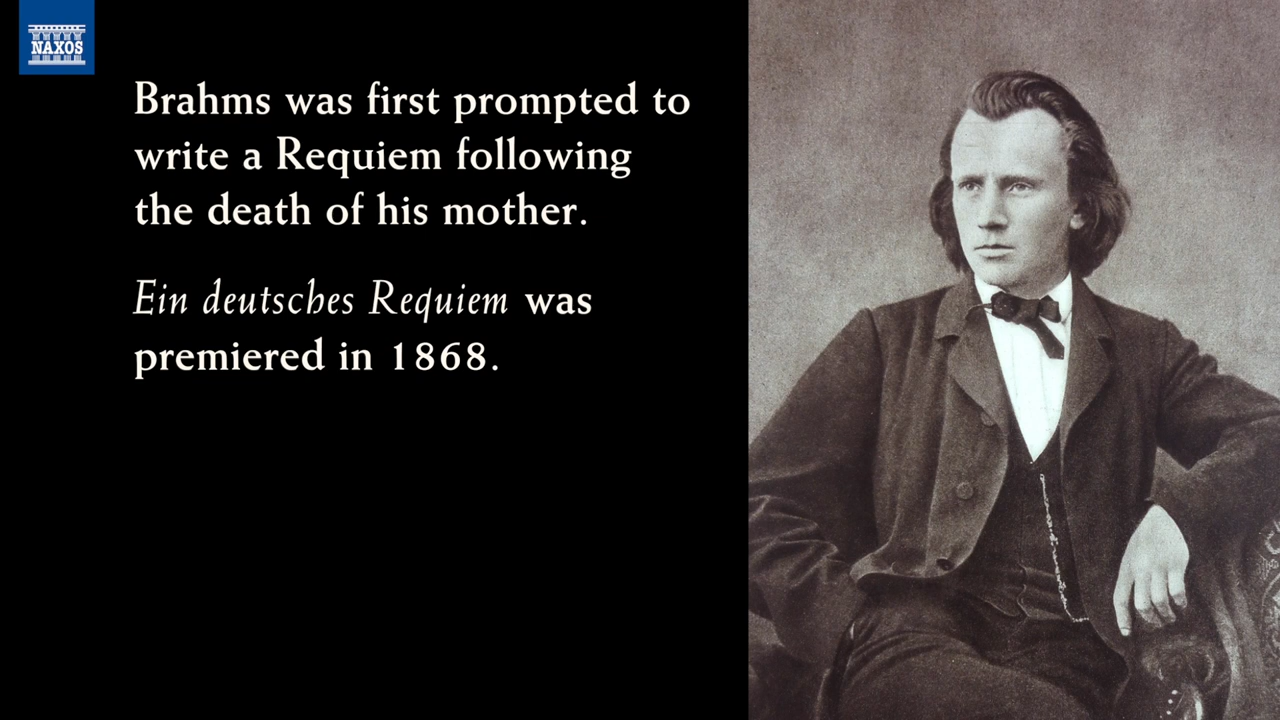 NAXOS
Brahms was first prompted to
write a Requiem following
the death of his mother.
Ein deutsches Requiem was
premiered in 1868.